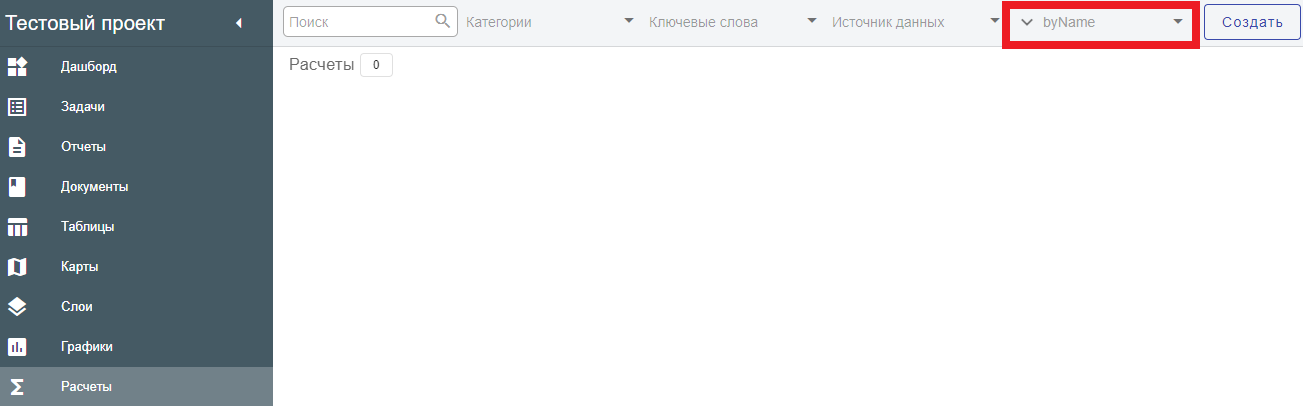 Тестовый проект
Дашборд
Задачи
Отчеты
Документы
Таблицы
Карты
Слои
Графики
Расчеты
Поиск Категории Ключевые слова Источник данных byName Создать
Расчеты 0